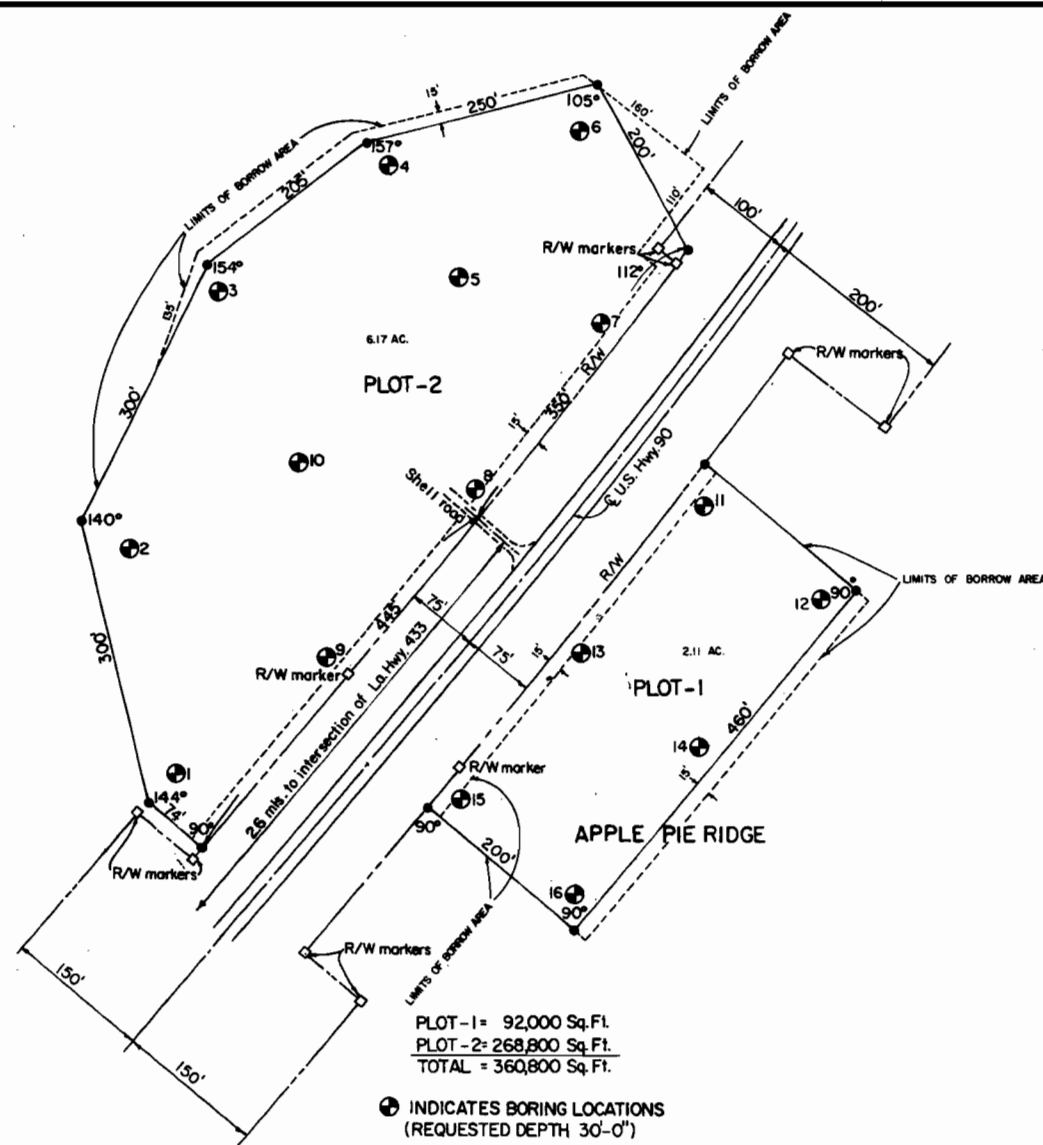 LIMITS OF BORROW AREA
15'
250'
105°
160'
6
200'
157°
4
LIMITS OF BORROW AREA
205'
110'
100'
R/W markers
112°
154°
3
5
135'
7
200'
6.17 AC.
R/W
R/W markers
PLOT-2
300'
350'
15'
10
8
Shell road
℄ U.S. Hwy. 90
11
140°
2
R/W
LIMITS OF BORROW AREA
12
90°
445'
75'
75'
300'
9
R/W marker
15'
13
2.11 AC.
PLOT-1
2.6 mls. to intersection of La. Hwy. 433
460'
14
15'
1
144°
74'
90°
R/W marker
15
90°
APPLE PIE RIDGE
R/W markers
200'
16
90°
R/W markers
LIMITS OF BORROW AREA
150'
150'
PLOT-1= 92,000 Sq.Ft.
PLOT-2= 268,800 Sq.Ft.
TOTAL = 360,800 Sq.Ft.
INDICATES BORING LOCATIONS
(REQUESTED DEPTH 30'-0")